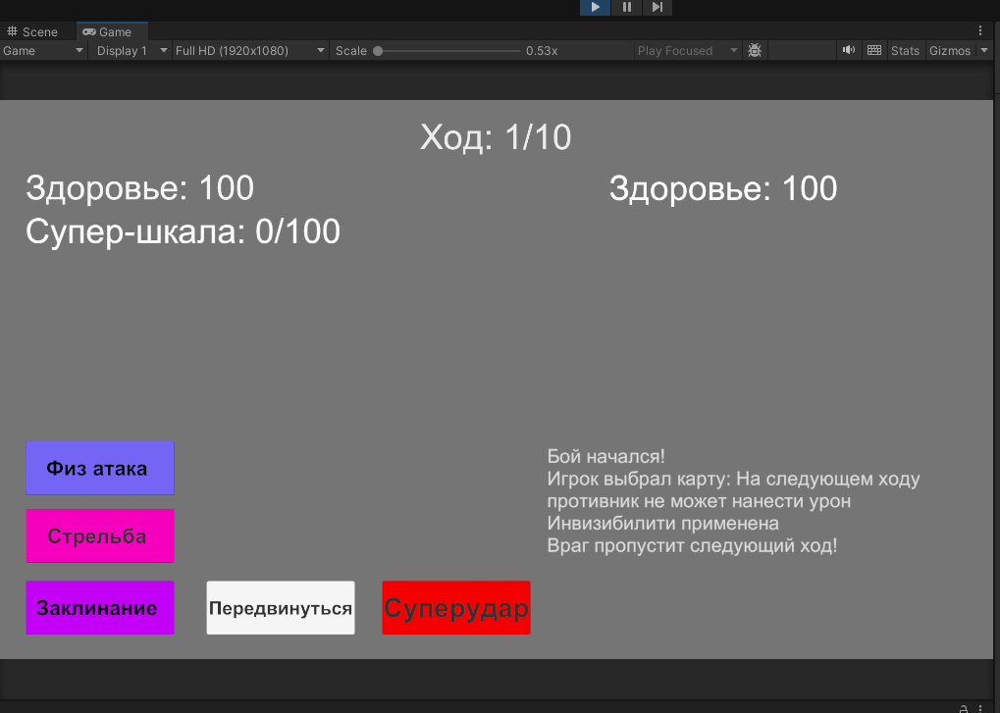 Scene
Game
Game
Display 1
Full HD (1920x1080)
Scale
0.53x
Play Focused
Stats
Gizmos
Ход: 1/10
Здоровье: 100
Здоровье: 100
Супер-шкала: 0/100
Физ атака
Стрельба
Заклинание
Передвинуться
Суперудар
Бой начался!
Игрок выбрал карту: На следующем ходу
противник не может нанести урон
Инвизибилити применена
Враг пропустит следующий ход!